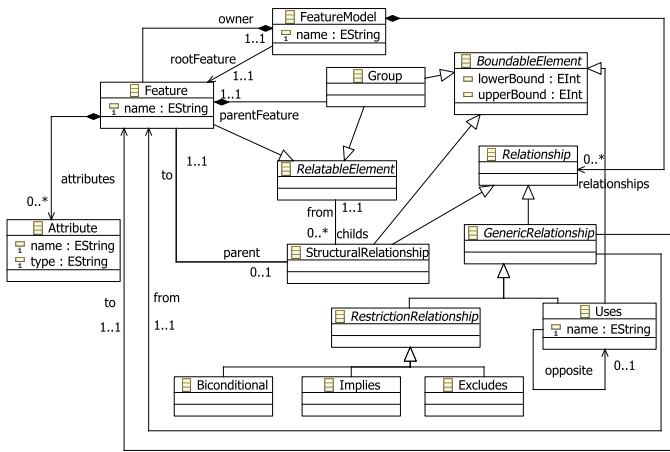 owner
FeatureModel
name : EString
1..1
rootFeature
1..1
BoundableElement
lowerBound : EInt
upperBound : EInt
Group
Feature
name : EString
1..1
parentFeature
Relationship
0..*
relationships
1..1
to
RelatableElement
attributes
0..*
from
1..1
0..*
childs
Attribute
name : EString
type : EString
parent
0..1
StructuralRelationship
GenericRelationship
to
1..1
from
1..1
RestrictionRelationship
Uses
name : EString
opposite
0..1
Biconditional
Implies
Excludes